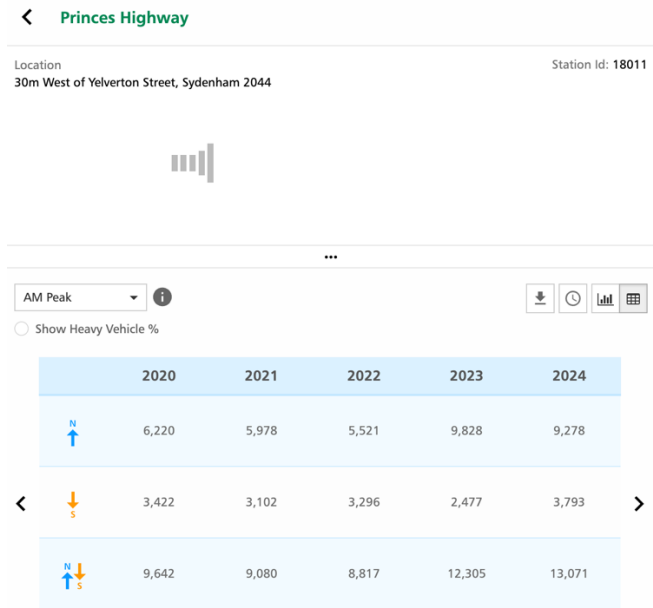 Princes Highway
Location
Station Id: 18011
30m West of Yelverton Street, Sydenham 2044
AM Peak
Show Heavy Vehicle %
2020 2021 2022 2023 2024
N 6,220 5,978 5,521 9,828 9,278
S 3,422 3,102 3,296 2,477 3,793
N S 9,642 9,080 8,817 12,305 13,071